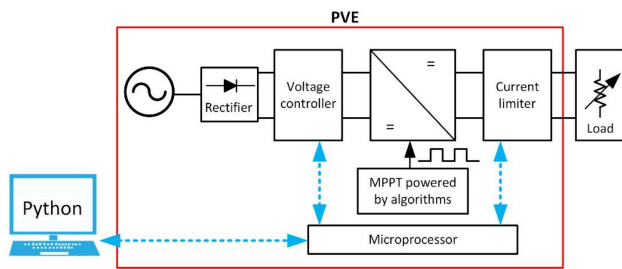 PVE
Rectifier
Voltage
controller
=
=
Current
limiter
Load
MPPT powered
by algorithms
Python
Microprocessor